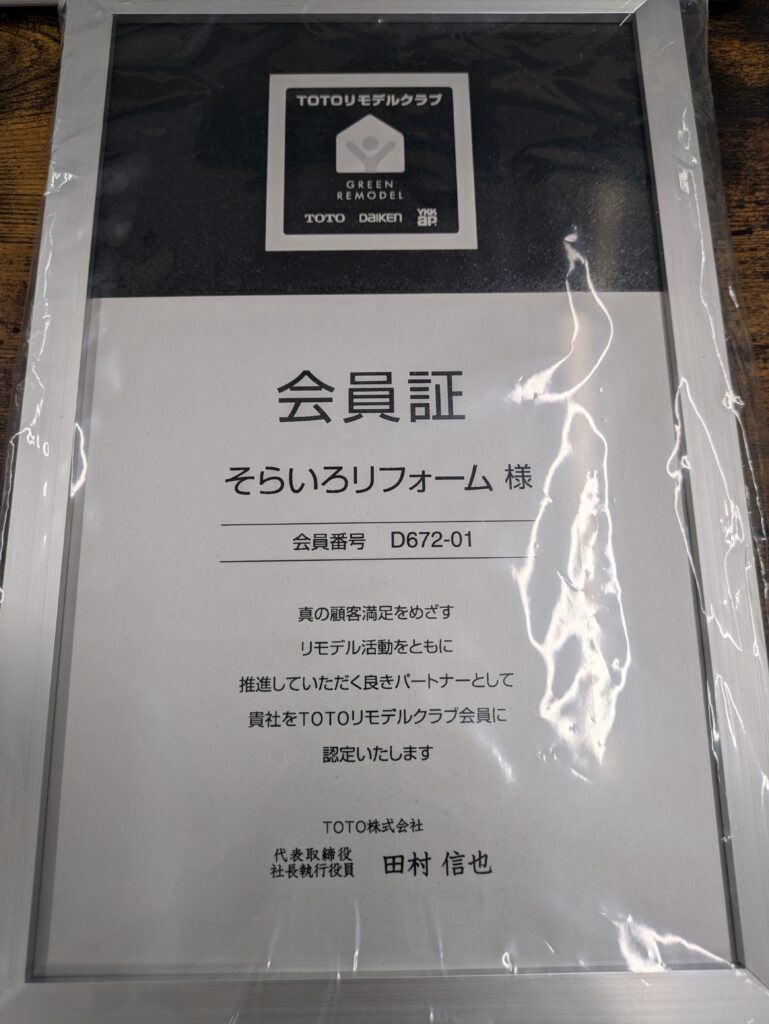 TOTOリモデルクラブ
GREEN
REMODEL
TOTO DAIKEN YKK ap
会員証
そらいろリフォーム 様
会員番号 D672-01
真の顧客満足をめざす
リモデル活動をともに
推進していただく良きパートナーとして
貴社をTOTOリモデルクラブ会員に
認定いたします
TOTO株式会社
代表取締役
社長執行役員 田村 信也